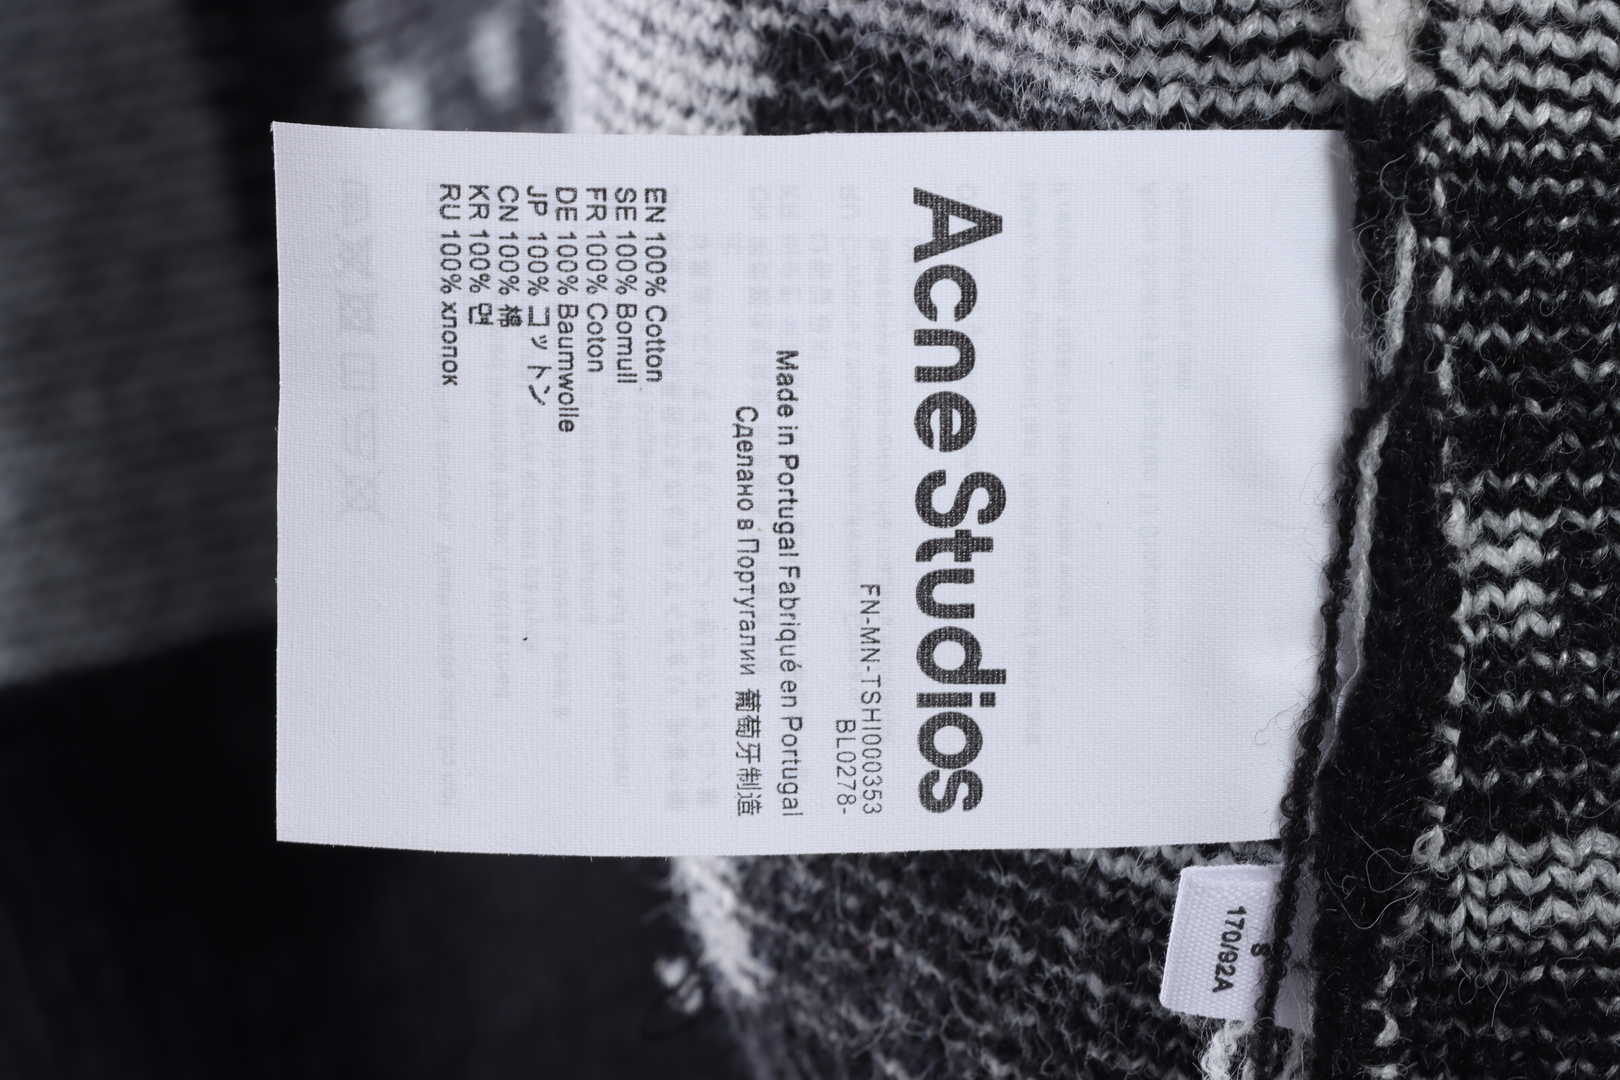 Acne Studios
FN-MN-TSHI000353
BL0278-
Made in Portugal Fabriqué en Portugal
Сделано в Португалии 葡萄牙制造
EN 100% Cotton
SE 100% Bomull
FR 100% Coton
DE 100% Baumwolle
JP 100% コットン
CN 100% 棉
KR 100% 면
RU 100% хлопок
S
170/92A